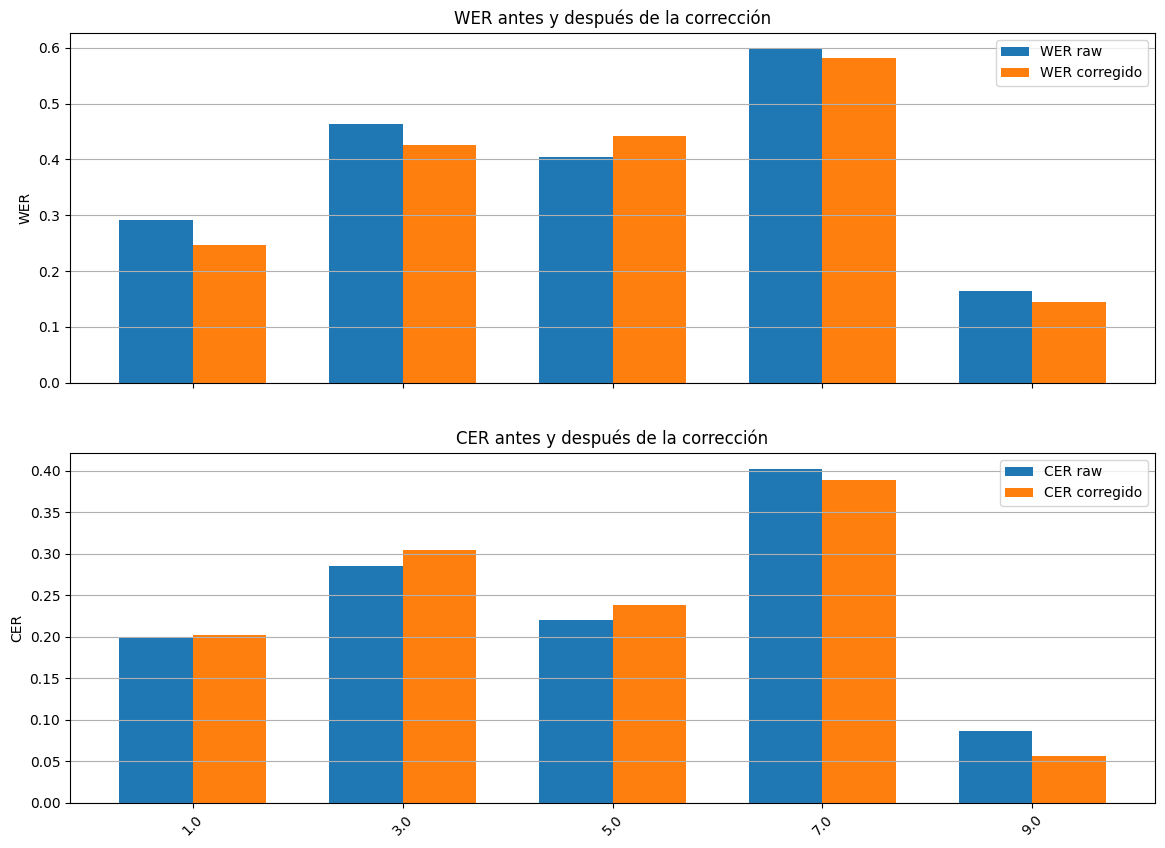 WER antes y después de la corrección
WER
0.6
0.5
0.4
0.3
0.2
0.1
0.0
WER raw
WER corregido
CER antes y después de la corrección
CER
0.40
0.35
0.30
0.25
0.20
0.15
0.10
0.05
0.00
CER raw
CER corregido
1.0 3.0 5.0 7.0 9.0